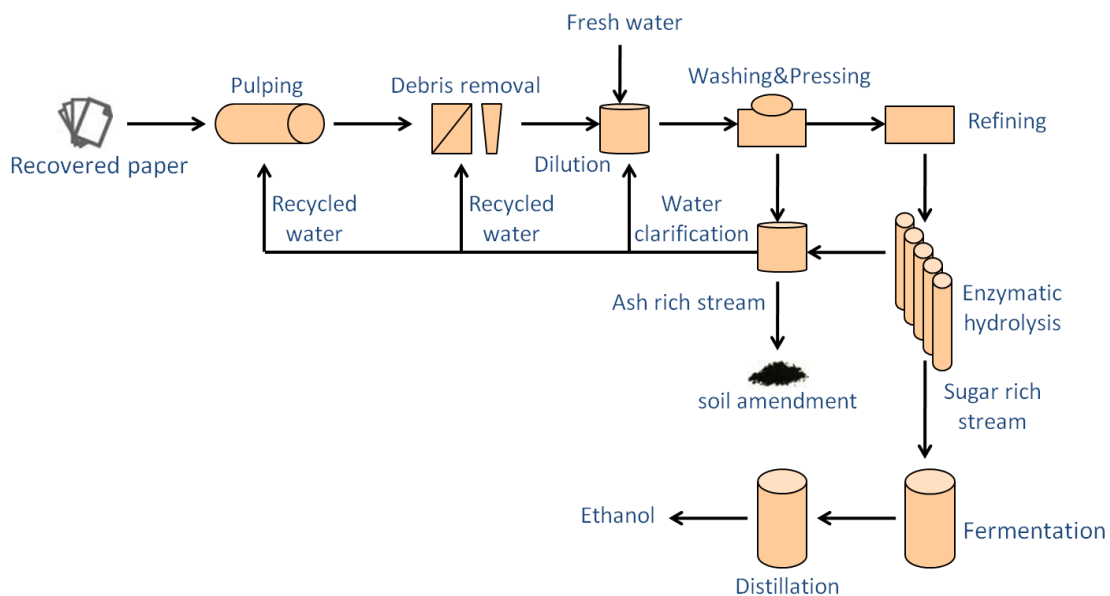 Fresh water
Pulping
Debris removal
Washing&Pressing
Recovered paper
Dilution
Refining
Recycled
water
Recycled
water
Water
clarification
Ash rich stream
Enzymatic
hydrolysis
soil amendment
Sugar rich
stream
Ethanol
Fermentation
Distillation